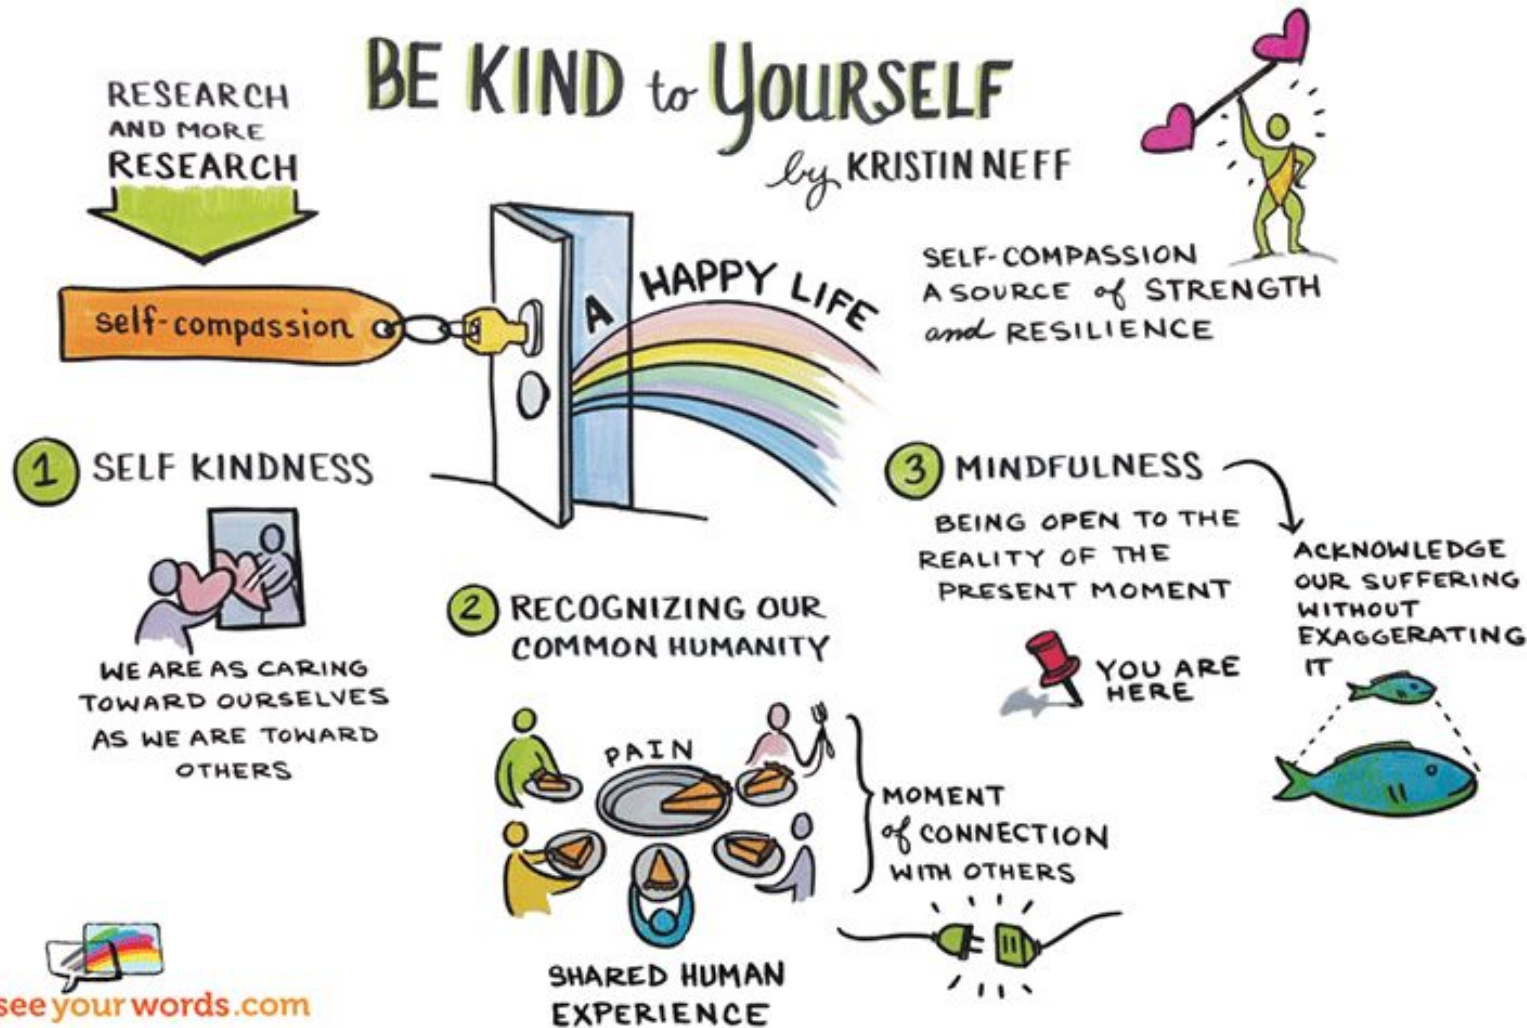 BE KIND to YOURSELF
by KRISTIN NEFF
RESEARCH
AND MORE
RESEARCH
self-compassion
A HAPPY LIFE
SELF-COMPASSION
A SOURCE of STRENGTH
and RESILIENCE
1 SELF KINDNESS
WE ARE AS CARING
TOWARD OURSELVES
AS WE ARE TOWARD
OTHERS
2 RECOGNIZING OUR
COMMON HUMANITY
PAIN
MOMENT
of CONNECTION
WITH OTHERS
SHARED HUMAN
EXPERIENCE
3 MINDFULNESS
BEING OPEN TO THE
REALITY OF THE
PRESENT MOMENT
YOU ARE
HERE
ACKNOWLEDGE
OUR SUFFERING
WITHOUT
EXAGGERATING
IT
seeyourwords.com